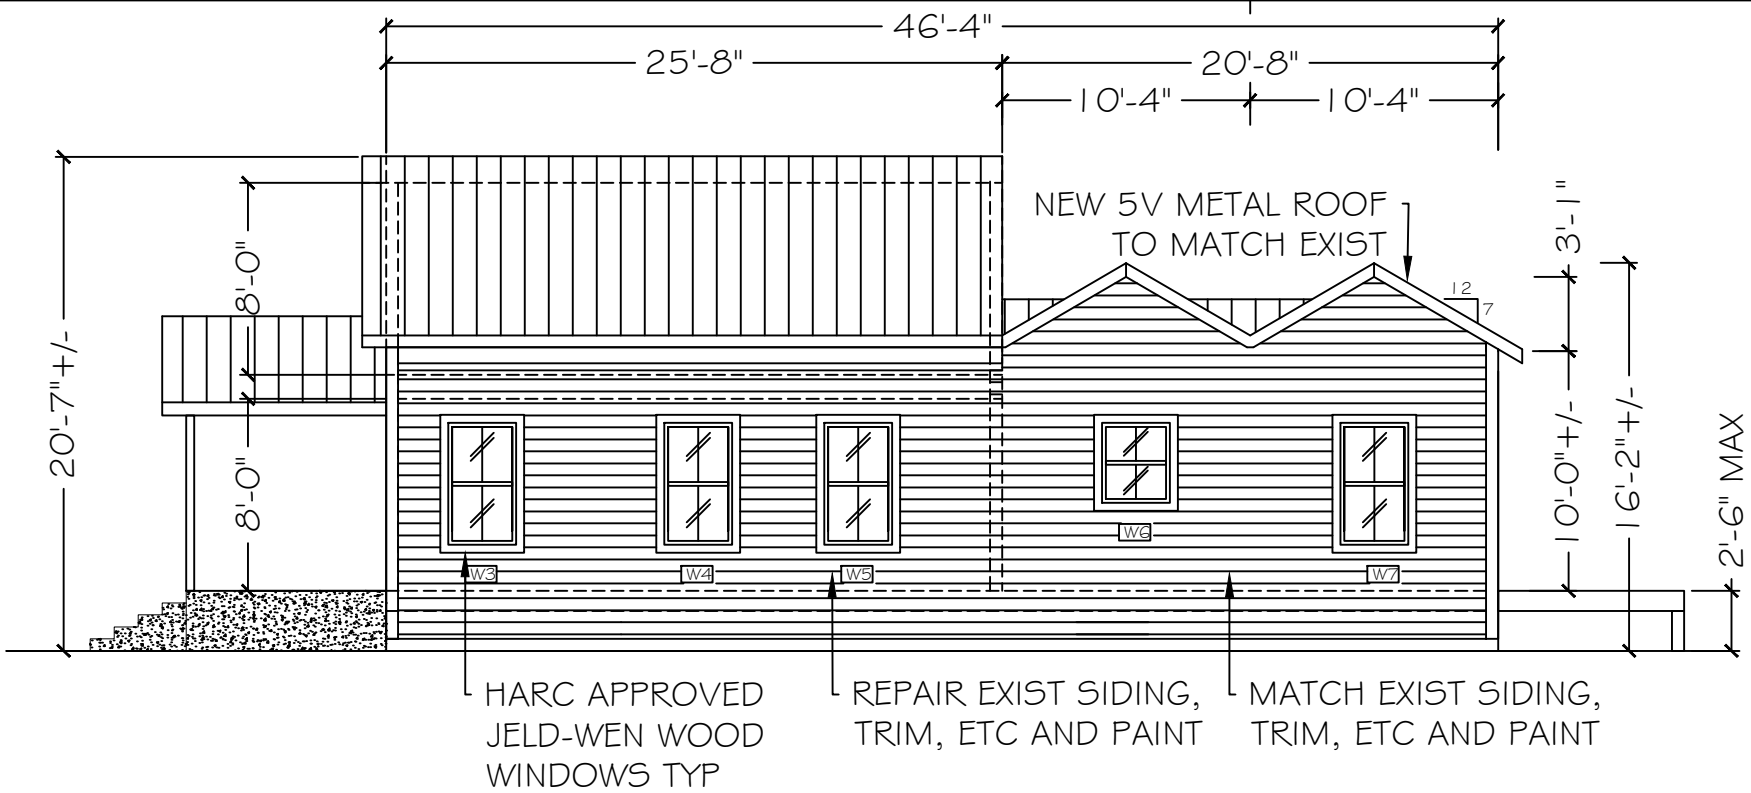 46'-4"
25'-8"
20'-8"
10'-4"
10'-4"
NEW 5V METAL ROOF
TO MATCH EXIST
12
7
3'-1"
8'-0"
20'-7"+/-
8'-0"
10'-0"+/-
16'-2"+/-
2'-6" MAX
W6
W3
W4
W5
W7
HARC APPROVED
JELD-WEN WOOD
WINDOWS TYP
REPAIR EXIST SIDING,
TRIM, ETC AND PAINT
MATCH EXIST SIDING,
TRIM, ETC AND PAINT